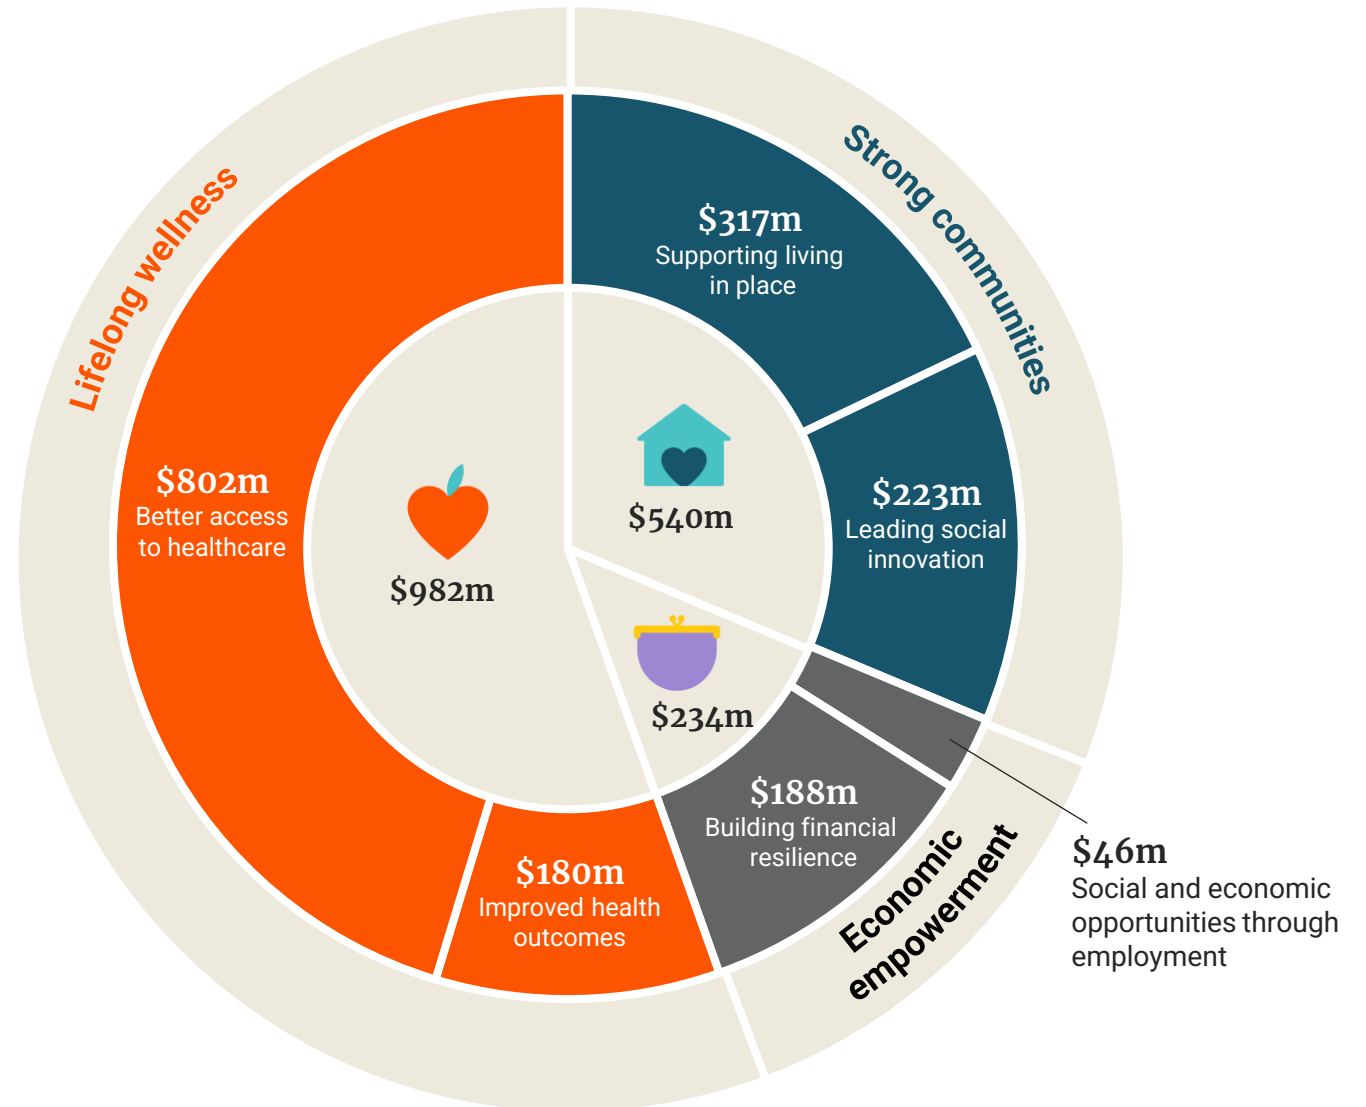 Lifelong wellness
Strong communities
$317m
Supporting living
in place
$223m
Leading social
innovation
$802m
Better access
to healthcare
$982m
$540m
$234m
$188m
Building financial
resilience
$180m
Improved health
outcomes
Economic
empowerment
$46m
Social and economic
opportunities through
employment